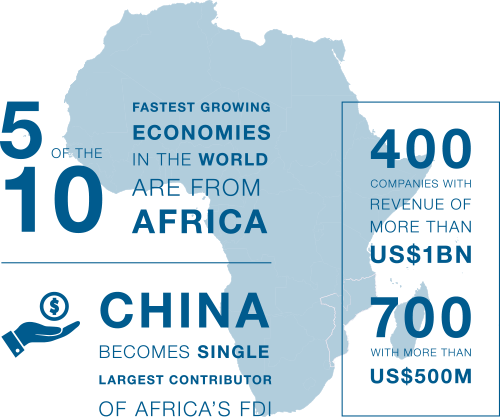 5
OF THE
10
FASTEST GROWING
ECONOMIES
IN THE WORLD
ARE FROM
AFRICA
$
CHINA
BECOMES SINGLE
LARGEST CONTRIBUTOR
OF AFRICA'S FDI
400
COMPANIES WITH
REVENUE OF
MORE THAN
US$1BN
700
WITH MORE THAN
US$500M